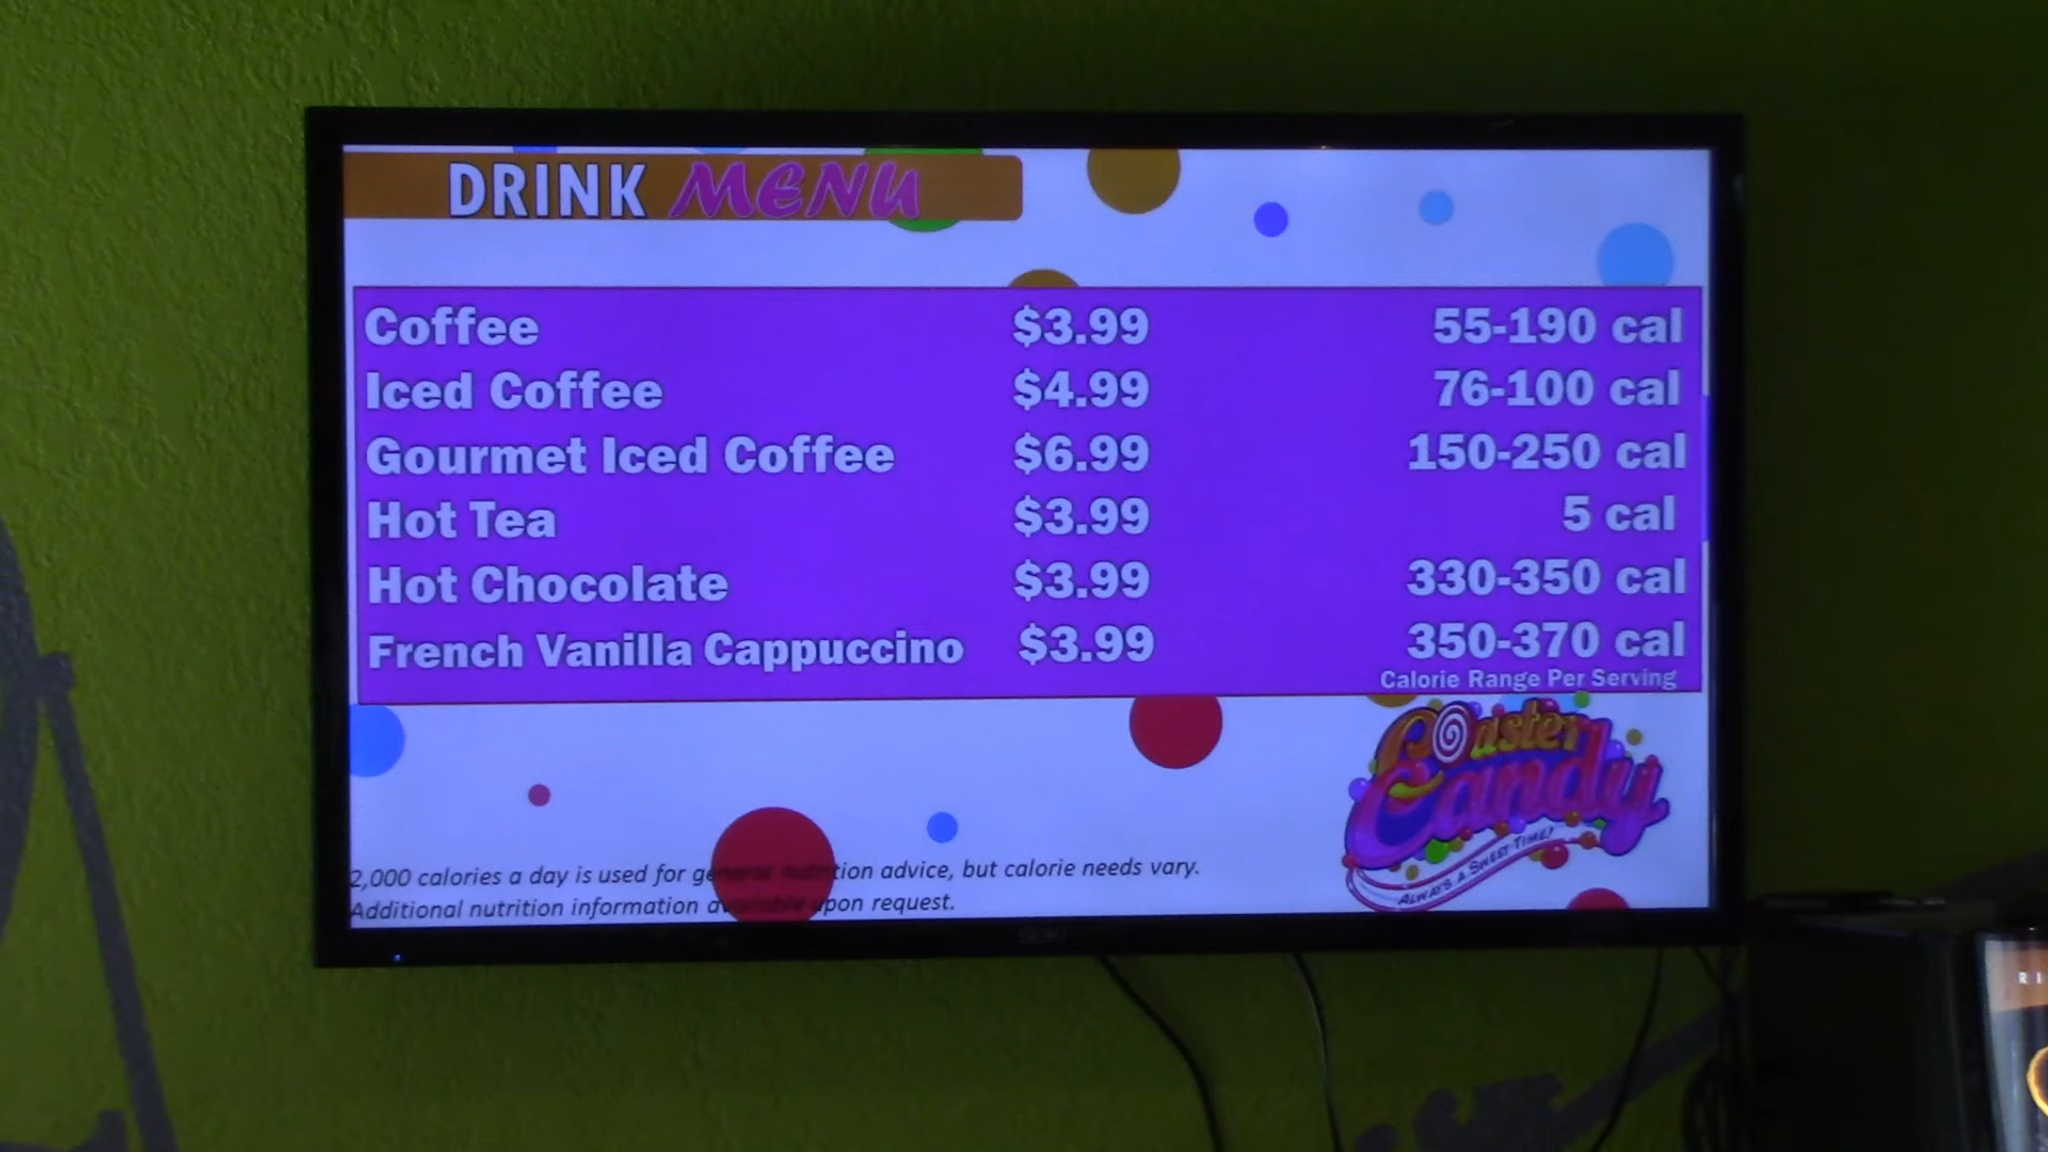 DRINK MENU
Coffee $3.99 55-190 cal
Iced Coffee $4.99 76-100 cal
Gourmet Iced Coffee $6.99 150-250 cal
Hot Tea $3.99 5 cal
Hot Chocolate $3.99 330-350 cal
French Vanilla Cappuccino $3.99 350-370 cal
Calorie Range Per Serving
Coaster
Candy
ALWAYS A SWEET TIME!
2,000 calories a day is used for general nutrition advice, but calorie needs vary.
Additional nutrition information available upon request.
SEIKI